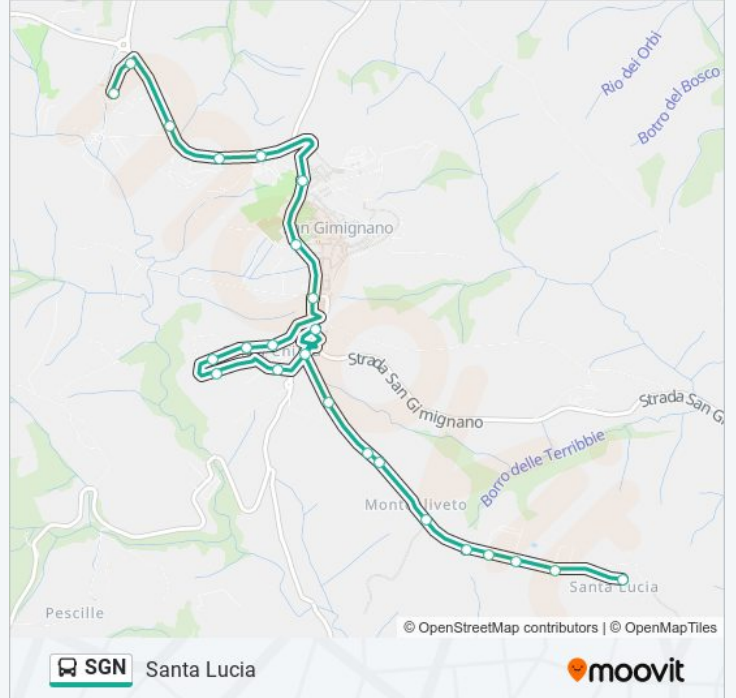 Rio dei Orbi
Botro del Bosco
San Gimignano
Strada San Gimignano
Strada San G
Borro delle Terribbie
Santa Lucia
Pescille
© OpenStreetMap contributors | © OpenMapTiles
SGN Santa Lucia
moovit